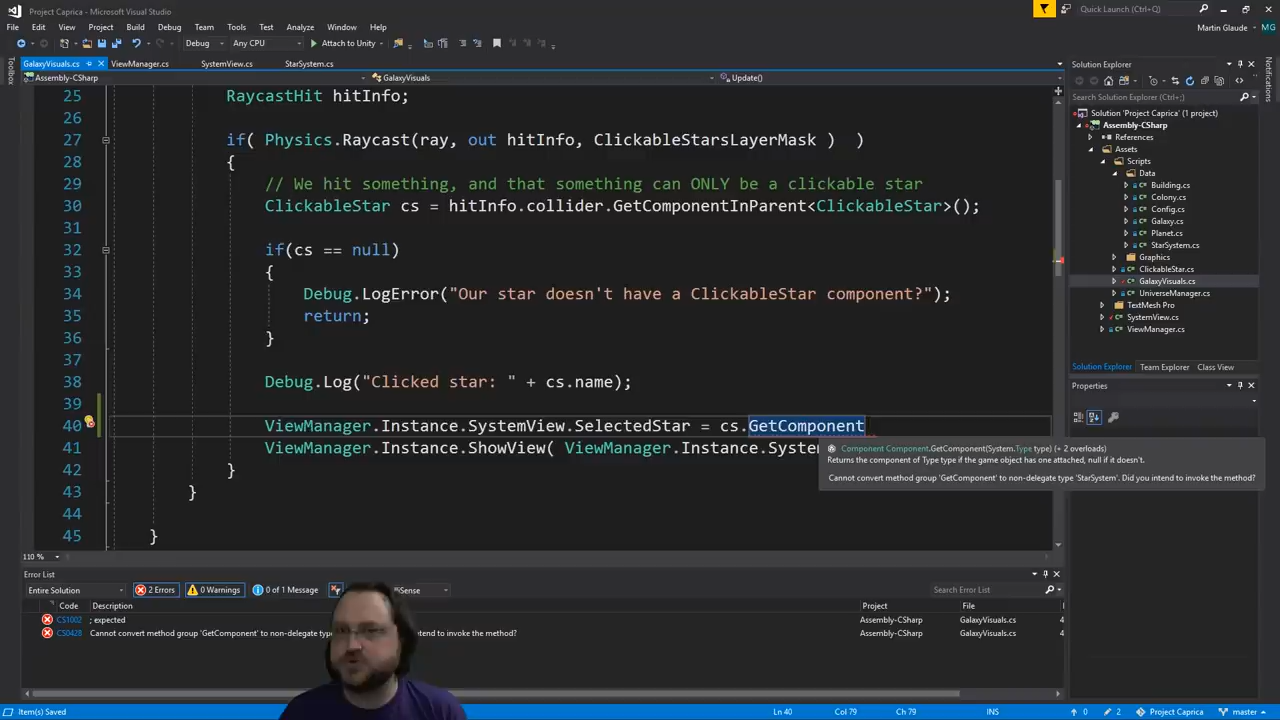 Project Caprica - Microsoft Visual Studio
Quick Launch (Ctrl+Q)
File Edit View Project Build Debug Team Tools Test Analyze Window Help
Martin Glaude MG
Debug Any CPU Attach to Unity
GalaxyVisuals.cs ViewManager.cs SystemView.cs StarSystem.cs
Assembly-CSharp GalaxyVisuals Update()
Toolbox
25 RaycastHit hitInfo;
26
27 if( Physics.Raycast(ray, out hitInfo, ClickableStarsLayerMask ) )
28 {
29 // We hit something, and that something can ONLY be a clickable star
30 ClickableStar cs = hitInfo.collider.GetComponentInParent<ClickableStar>();
31
32 if(cs == null)
33 {
34 Debug.LogError("Our star doesn't have a ClickableStar component?");
35 return;
36 }
37
38 Debug.Log("Clicked star: " + cs.name);
39
40 ViewManager.Instance.SystemView.SelectedStar = cs.GetComponent
41 ViewManager.Instance.ShowView( ViewManager.Instance.System
42 }
43 }
44
45 }
Component Component.GetComponent(System.Type type) (+ 2 overloads)
Returns the component of Type type if the game object has one attached, null if it doesn't.
Cannot convert method group 'GetComponent' to non-delegate type 'StarSystem'. Did you intend to invoke the method?
110 %
Solution Explorer
Search Solution Explorer (Ctrl+;)
Solution 'Project Caprica' (1 project)
Assembly-CSharp
References
Assets
Scripts
Data
Building.cs
Colony.cs
Config.cs
Galaxy.cs
Planet.cs
StarSystem.cs
Graphics
ClickableStar.cs
GalaxyVisuals.cs
UniverseManager.cs
TextMesh Pro
SystemView.cs
ViewManager.cs
Solution Explorer Team Explorer Class View
Properties
Notifications
Error List
Entire Solution 2 Errors 0 Warnings 0 of 1 Message
Search Error List
Code Description Project File
CS1002 ; expected Assembly-CSharp GalaxyVisuals.cs 4
CS0428 Cannot convert method group 'GetComponent' to non-delegate type tend to invoke the method? Assembly-CSharp GalaxyVisuals.cs 4
Item(s) Saved Ln 40 Col 79 Ch 79 INS 0 2 Project Caprica master